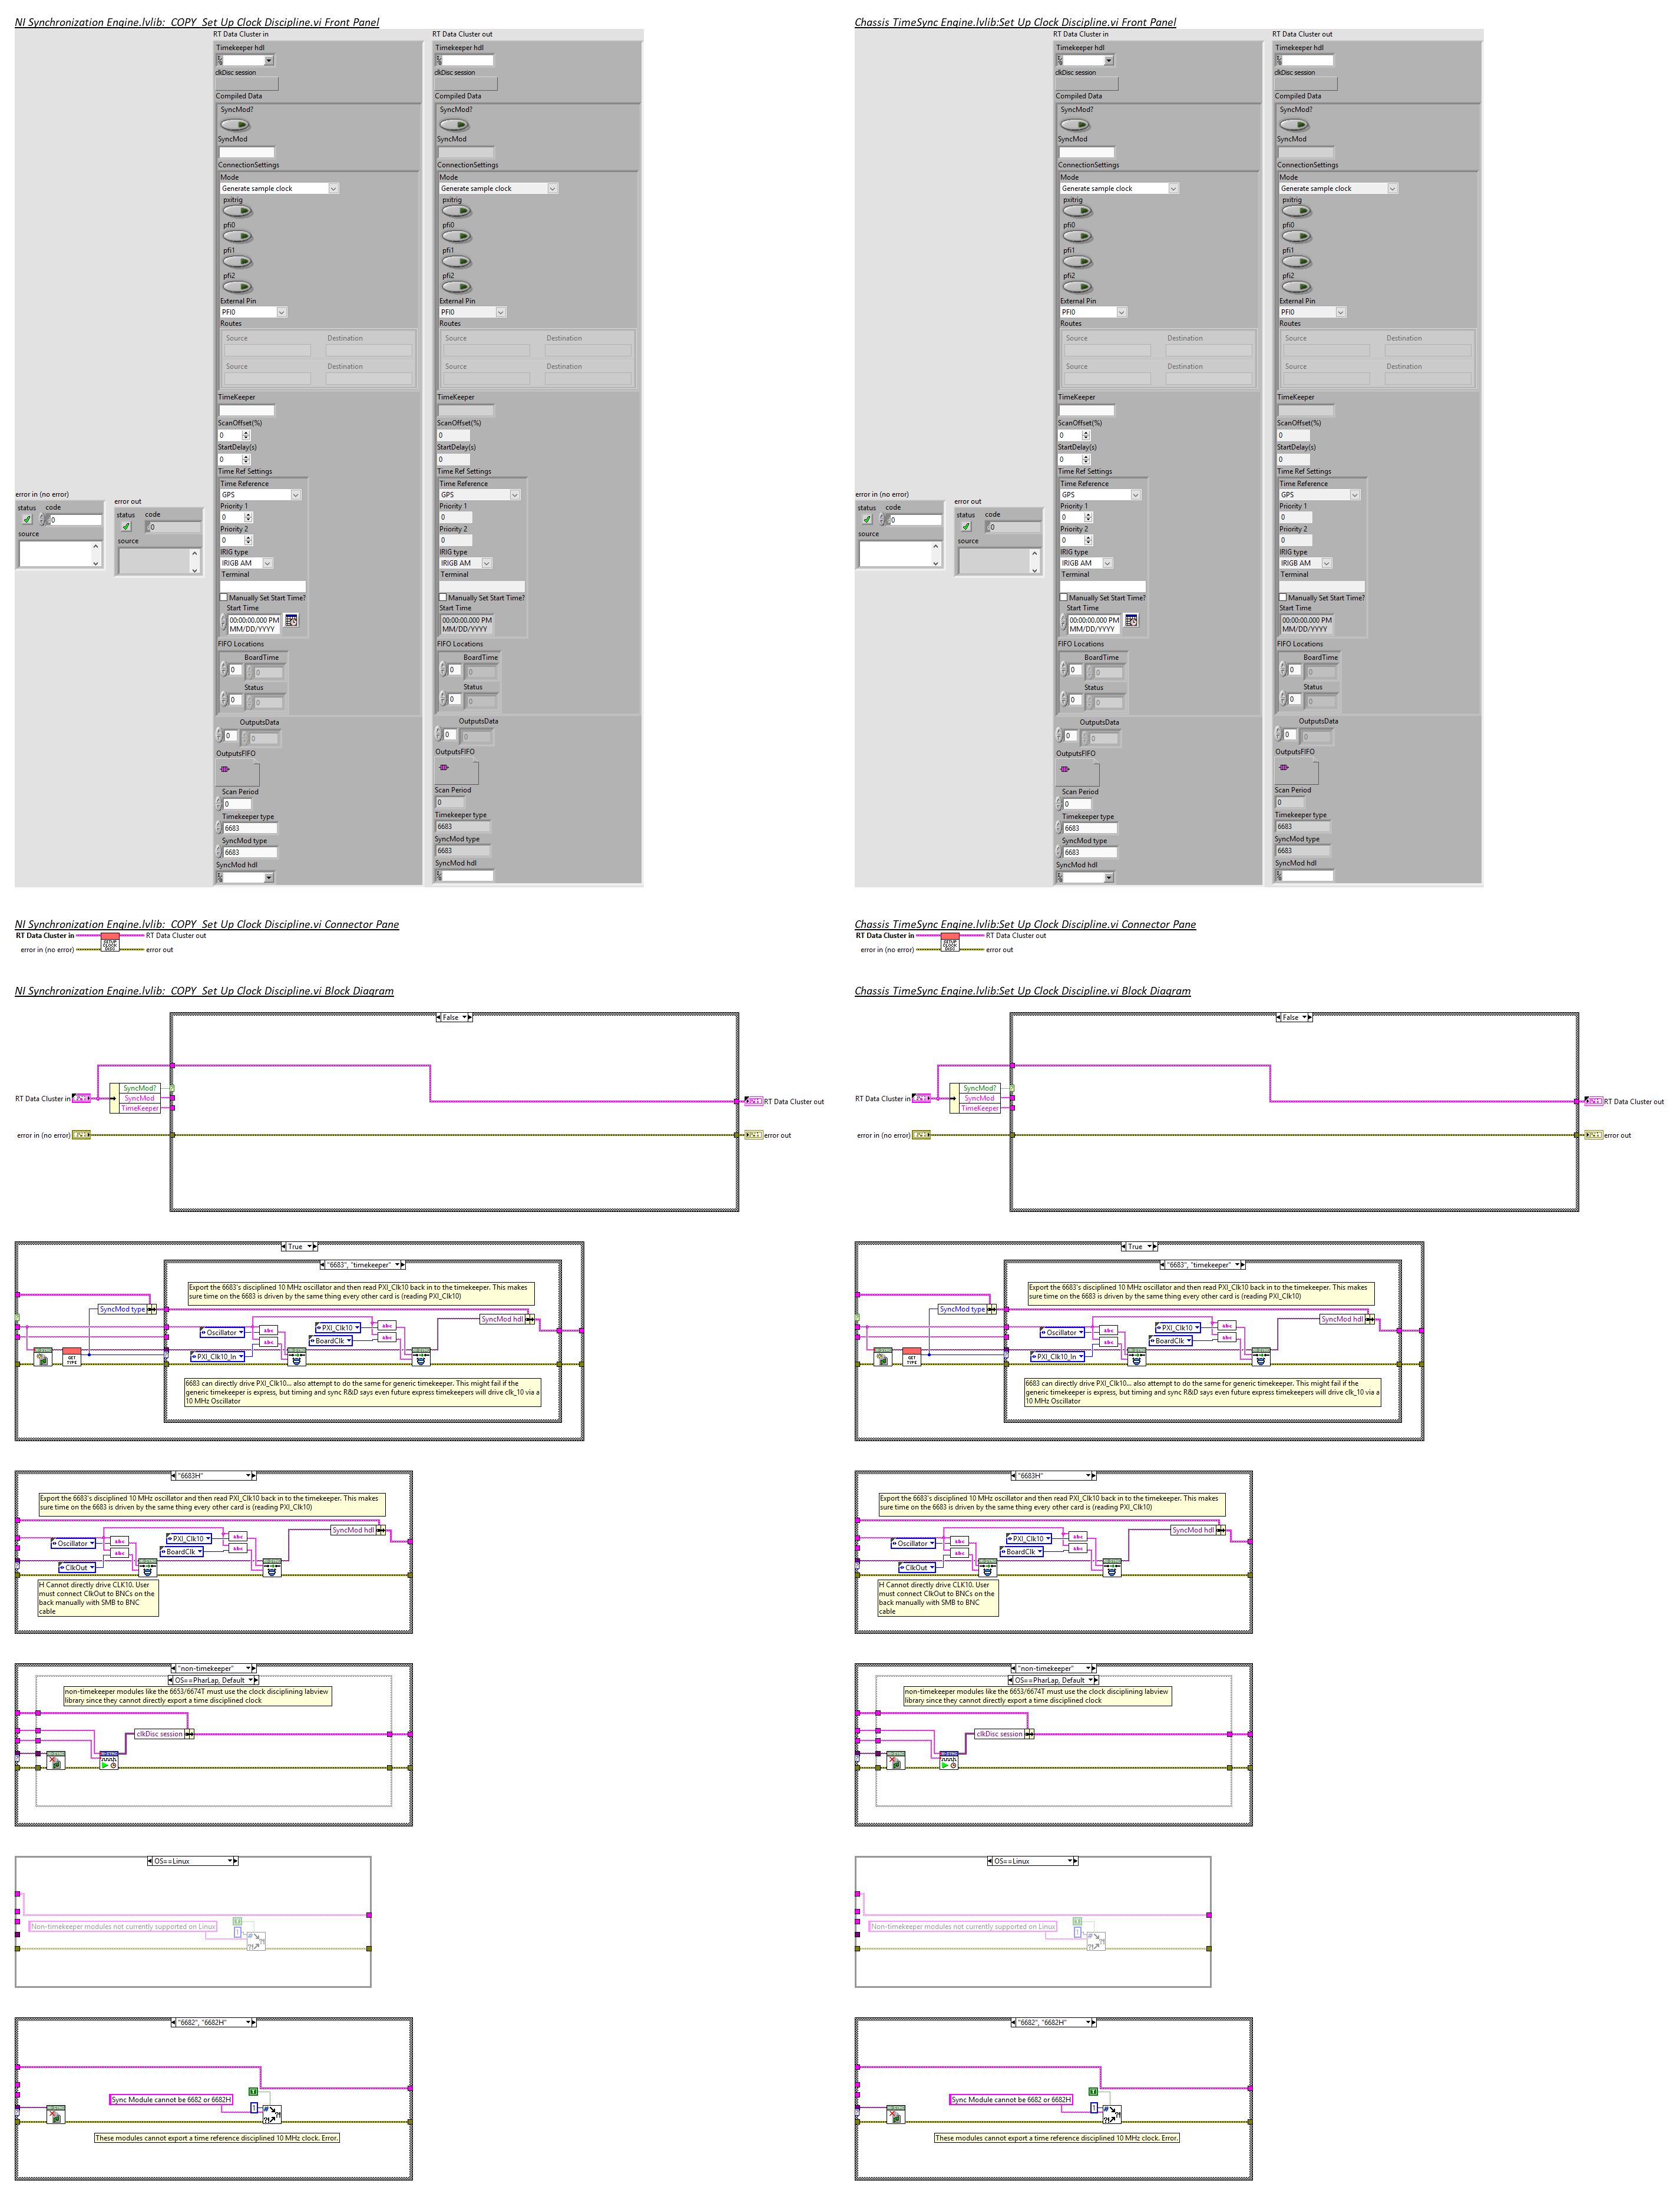 NI Synchronization Engine.lvlib:  COPY  Set Up Clock Discipline.vi Front Panel
RT Data Cluster in
RT Data Cluster out
Timekeeper hdl
Timekeeper hdl
clkDisc session
clkDisc session
Compiled Data
SyncMod?
SyncMod?
SyncMod
SyncMod
ConnectionSettings
ConnectionSettings
Mode
Mode
Generate sample clock
Generate sample clock
pxitrig
pxitrig
pfi0
pfi0
pfi1
pfi1
pfi2
pfi2
External Pin
External Pin
PFI0
PFI0
Routes
Routes
Source Destination
Source Destination
Source Destination
Source Destination
TimeKeeper
TimeKeeper
ScanOffset(%)
ScanOffset(%)
0
0
StartDelay(s)
StartDelay(s)
0
0
Time Ref Settings
Time Ref Settings
Time Reference
Time Reference
GPS
GPS
Priority 1
Priority 1
0
0
Priority 2
Priority 2
0
0
IRIG type
IRIG type
IRIGB AM
IRIGB AM
Terminal
Terminal
Manually Set Start Time?
Manually Set Start Time?
Start Time
Start Time
00:00:00.000 PM
MM/DD/YYYY
00:00:00.000 PM
MM/DD/YYYY
FIFO Locations
FIFO Locations
BoardTime
BoardTime
0 0
0 0
Status
Status
0 0
0 0
OutputsData
OutputsData
0 0
0 0
OutputsFIFO
OutputsFIFO
Scan Period
Scan Period
0
0
Timekeeper type
Timekeeper type
6683
6683
SyncMod type
SyncMod type
6683
6683
SyncMod hdl
SyncMod hdl
error in (no error)
status code
0
source
error out
status code
0
source
Chassis TimeSync Engine.lvlib:Set Up Clock Discipline.vi Front Panel
RT Data Cluster in
RT Data Cluster out
Timekeeper hdl
Timekeeper hdl
clkDisc session
clkDisc session
Compiled Data
SyncMod?
SyncMod?
SyncMod
SyncMod
ConnectionSettings
ConnectionSettings
Mode
Mode
Generate sample clock
Generate sample clock
pxitrig
pxitrig
pfi0
pfi0
pfi1
pfi1
pfi2
pfi2
External Pin
External Pin
PFI0
PFI0
Routes
Routes
Source Destination
Source Destination
Source Destination
Source Destination
TimeKeeper
TimeKeeper
ScanOffset(%)
ScanOffset(%)
0
0
StartDelay(s)
StartDelay(s)
0
0
Time Ref Settings
Time Ref Settings
Time Reference
Time Reference
GPS
GPS
Priority 1
Priority 1
0
0
Priority 2
Priority 2
0
0
IRIG type
IRIG type
IRIGB AM
IRIGB AM
Terminal
Terminal
Manually Set Start Time?
Manually Set Start Time?
Start Time
Start Time
00:00:00.000 PM
MM/DD/YYYY
00:00:00.000 PM
MM/DD/YYYY
FIFO Locations
FIFO Locations
BoardTime
BoardTime
0 0
0 0
Status
Status
0 0
0 0
OutputsData
OutputsData
0 0
0 0
OutputsFIFO
OutputsFIFO
Scan Period
Scan Period
0
0
Timekeeper type
Timekeeper type
6683
6683
SyncMod type
SyncMod type
6683
6683
SyncMod hdl
SyncMod hdl
error in (no error)
status code
0
source
error out
status code
0
source
NI Synchronization Engine.lvlib:  COPY  Set Up Clock Discipline.vi Connector Pane
RT Data Cluster in RT Data Cluster out
error in (no error) error out
SETUP CLOCK DISC
Chassis TimeSync Engine.lvlib:Set Up Clock Discipline.vi Connector Pane
RT Data Cluster in RT Data Cluster out
error in (no error) error out
SETUP CLOCK DISC
NI Synchronization Engine.lvlib:  COPY  Set Up Clock Discipline.vi Block Diagram
False
RT Data Cluster in
SyncMod?
SyncMod
TimeKeeper
RT Data Cluster out
error in (no error)
error out
True
"6683", "timekeeper"
Export the 6683's disciplined 10 MHz oscillator and then read PXI_Clk10 back in to the timekeeper. This makes
sure time on the 6683 is driven by the same thing every other card is (reading PXI_Clk10)
SyncMod type
SyncMod hdl
Oscillator
PXI_Clk10
BoardClk
PXI_Clk10_In
GET TYPE
6683 can directly drive PXI_Clk10... also attempt to do the same for generic timekeeper. This might fail if the
generic timekeeper is express, but timing and sync R&D says even future express timekeepers will drive clk_10 via a
10 MHz Oscillator
"6683H"
Export the 6683's disciplined 10 MHz oscillator and then read PXI_Clk10 back in to the timekeeper. This makes
sure time on the 6683 is driven by the same thing every other card is (reading PXI_Clk10)
SyncMod hdl
Oscillator
PXI_Clk10
BoardClk
ClkOut
H Cannot directly drive CLK10. User
must connect ClkOut to BNCs on the
back manually with SMB to BNC
cable
"non-timekeeper"
OS==PharLap, Default
non-timekeeper modules like the 6653/6674T must use the clock disciplining labview
library since they cannot directly export a time disciplined clock
clkDisc session
OS==Linux
Non-timekeeper modules not currently supported on Linux
1
"6682", "6682H"
Sync Module cannot be 6682 or 6682H
1
These modules cannot export a time reference disciplined 10 MHz clock. Error.
Chassis TimeSync Engine.lvlib:Set Up Clock Discipline.vi Block Diagram
False
RT Data Cluster in
SyncMod?
SyncMod
TimeKeeper
RT Data Cluster out
error in (no error)
error out
True
"6683", "timekeeper"
Export the 6683's disciplined 10 MHz oscillator and then read PXI_Clk10 back in to the timekeeper. This makes
sure time on the 6683 is driven by the same thing every other card is (reading PXI_Clk10)
SyncMod type
SyncMod hdl
Oscillator
PXI_Clk10
BoardClk
PXI_Clk10_In
GET TYPE
6683 can directly drive PXI_Clk10... also attempt to do the same for generic timekeeper. This might fail if the
generic timekeeper is express, but timing and sync R&D says even future express timekeepers will drive clk_10 via a
10 MHz Oscillator
"6683H"
Export the 6683's disciplined 10 MHz oscillator and then read PXI_Clk10 back in to the timekeeper. This makes
sure time on the 6683 is driven by the same thing every other card is (reading PXI_Clk10)
SyncMod hdl
Oscillator
PXI_Clk10
BoardClk
ClkOut
H Cannot directly drive CLK10. User
must connect ClkOut to BNCs on the
back manually with SMB to BNC
cable
"non-timekeeper"
OS==PharLap, Default
non-timekeeper modules like the 6653/6674T must use the clock disciplining labview
library since they cannot directly export a time disciplined clock
clkDisc session
OS==Linux
Non-timekeeper modules not currently supported on Linux
1
"6682", "6682H"
Sync Module cannot be 6682 or 6682H
1
These modules cannot export a time reference disciplined 10 MHz clock. Error.